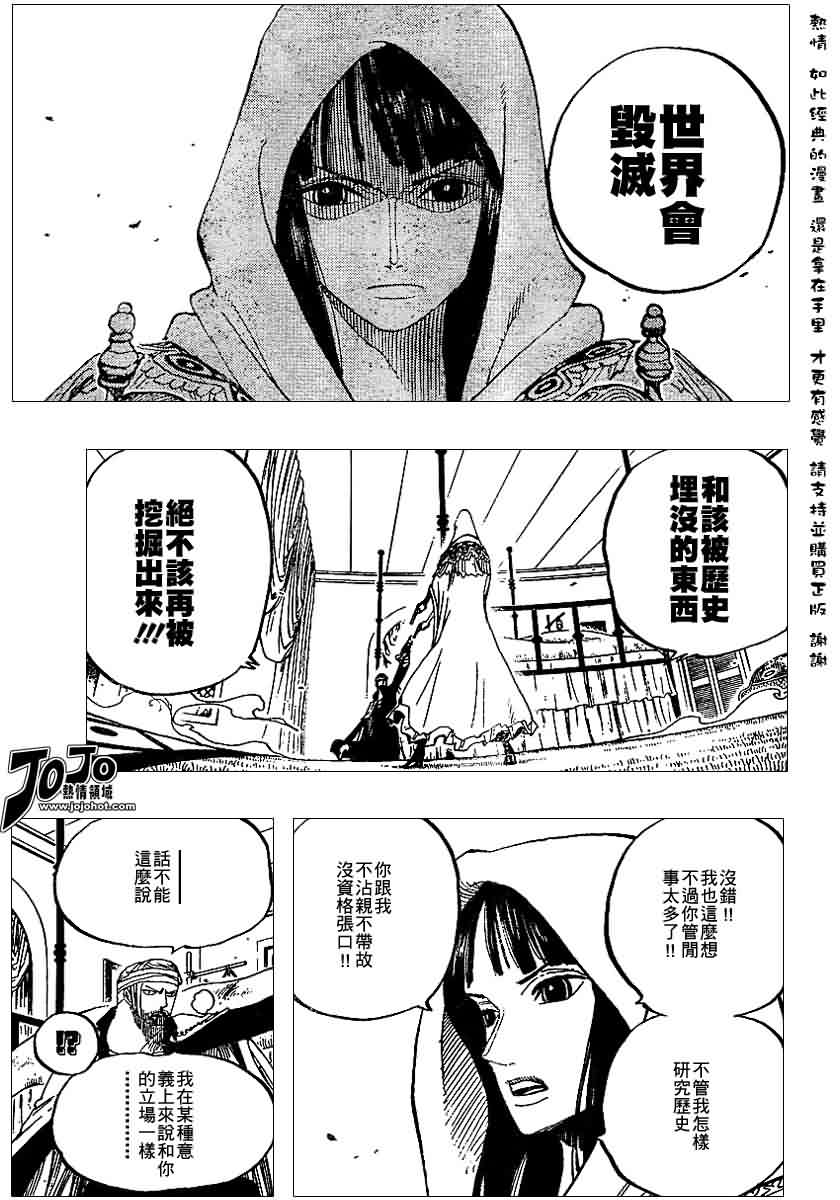 世界會
毀滅
和該被歷史
埋沒的東西
絕不該再被
挖掘出來!!!
沒錯!!
我也這麼想
不過你管閒
事太多了!!
不管我怎樣
研究歷史
你跟我
不沾親不帶故
沒資格張口!!
——話不能
這麼說
!?
我在某種意
義上來說和你
的立場一樣
…………
JOJO
熱情領域
www.jojohot.com
熱情 如此經典的漫畫 還是拿在手里 才更有感覺 請支持並購買正版 謝謝